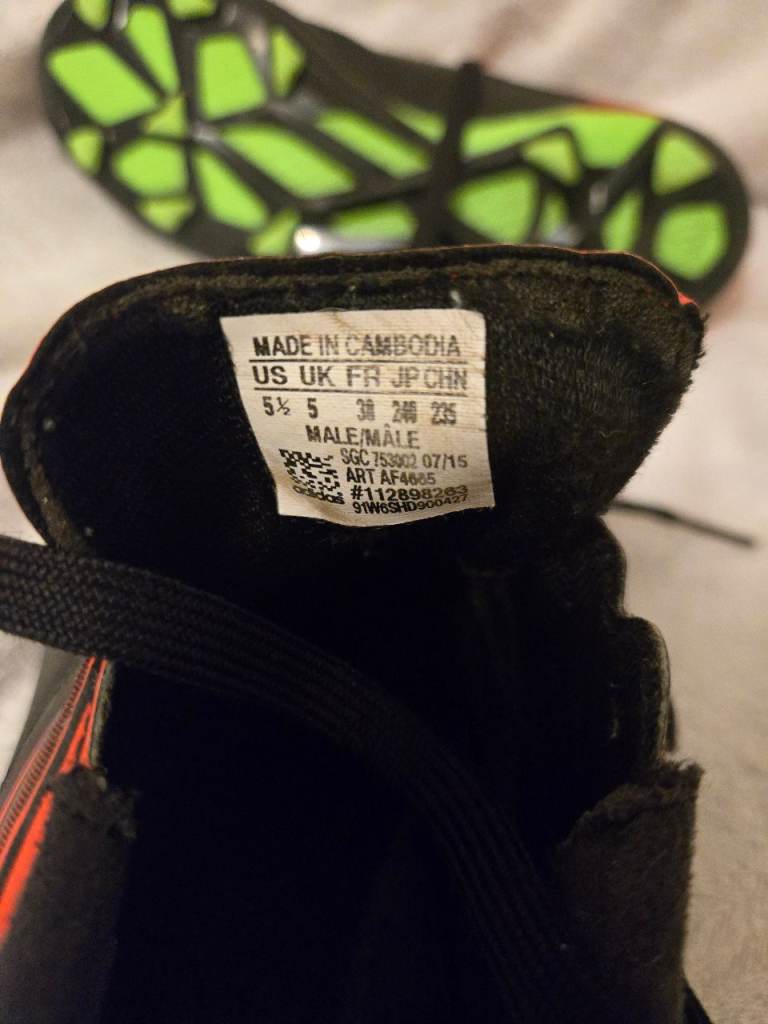 MADE IN CAMBODIA
US UK FR JP CHN
5½ 5 38 240 235
MALE/MÂLE
SGC 753002 07/15
ART AF4665
adidas #112898263
91W6SHD900427